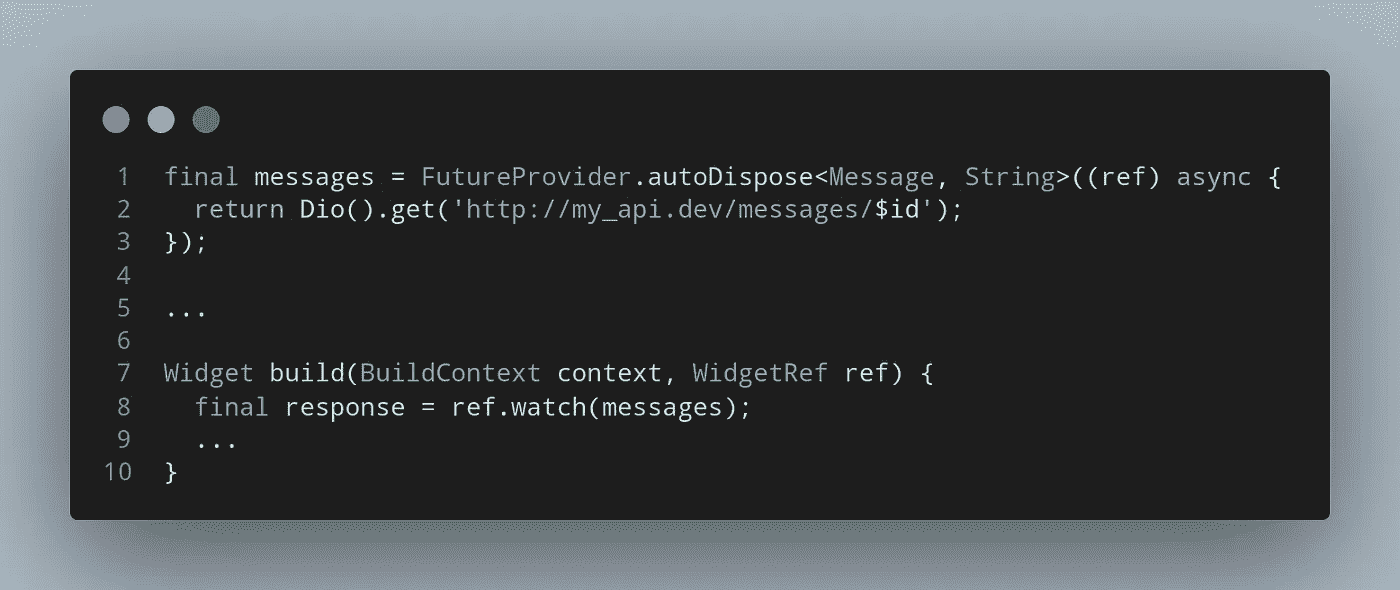 1 final messages = FutureProvider.autoDispose<Message, String>((ref) async {
2   return Dio().get('http://my_api.dev/messages/$id');
3 });
4
5 ...
6
7 Widget build(BuildContext context, WidgetRef ref) {
8   final response = ref.watch(messages);
9   ...
10 }